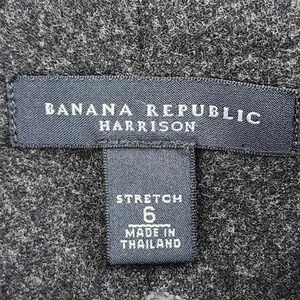 BANANA REPUBLIC
HARRISON
STRETCH
6
MADE IN
THAILAND